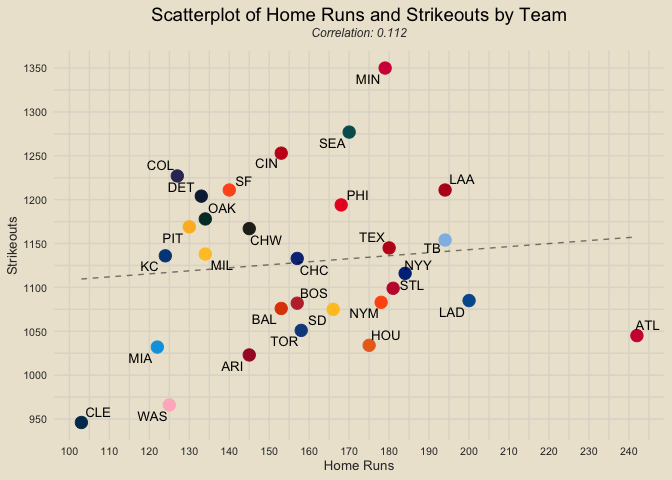 Scatterplot of Home Runs and Strikeouts by Team
Correlation: 0.112
Strikeouts
1350
1300
1250
1200
1150
1100
1050
1000
950
MIN
SEA
CIN
COL
DET
SF
LAA
PHI
OAK
PIT
CHW
TEX
TB
KC
MIL
CHC
NYY
STL
BOS
BAL
SD
NYM
LAD
TOR
HOU
ATL
MIA
ARI
CLE
WAS
100 110 120 130 140 150 160 170 180 190 200 210 220 230 240
Home Runs